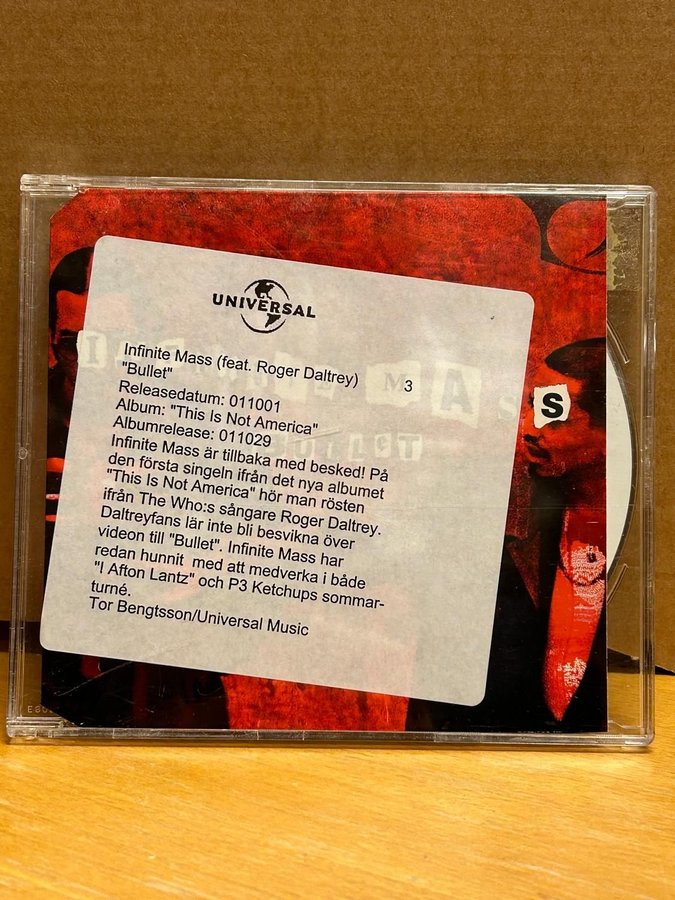 UNIVERSAL
Infinite Mass (feat. Roger Daltrey) 3
"Bullet"
Releasedatum: 011001
Album: "This Is Not America"
Albumrelease: 011029
Infinite Mass är tillbaka med besked! På
den första singeln ifrån det nya albumet
"This Is Not America" hör man rösten
ifrån The Who:s sångare Roger Daltrey.
Daltreyfans lär inte bli besvikna över
videon till "Bullet". Infinite Mass har
redan hunnit med att medverka i både
"I Afton Lantz" och P3 Ketchups sommar-
turné.
Tor Bengtsson/Universal Music
MASS
BULLET